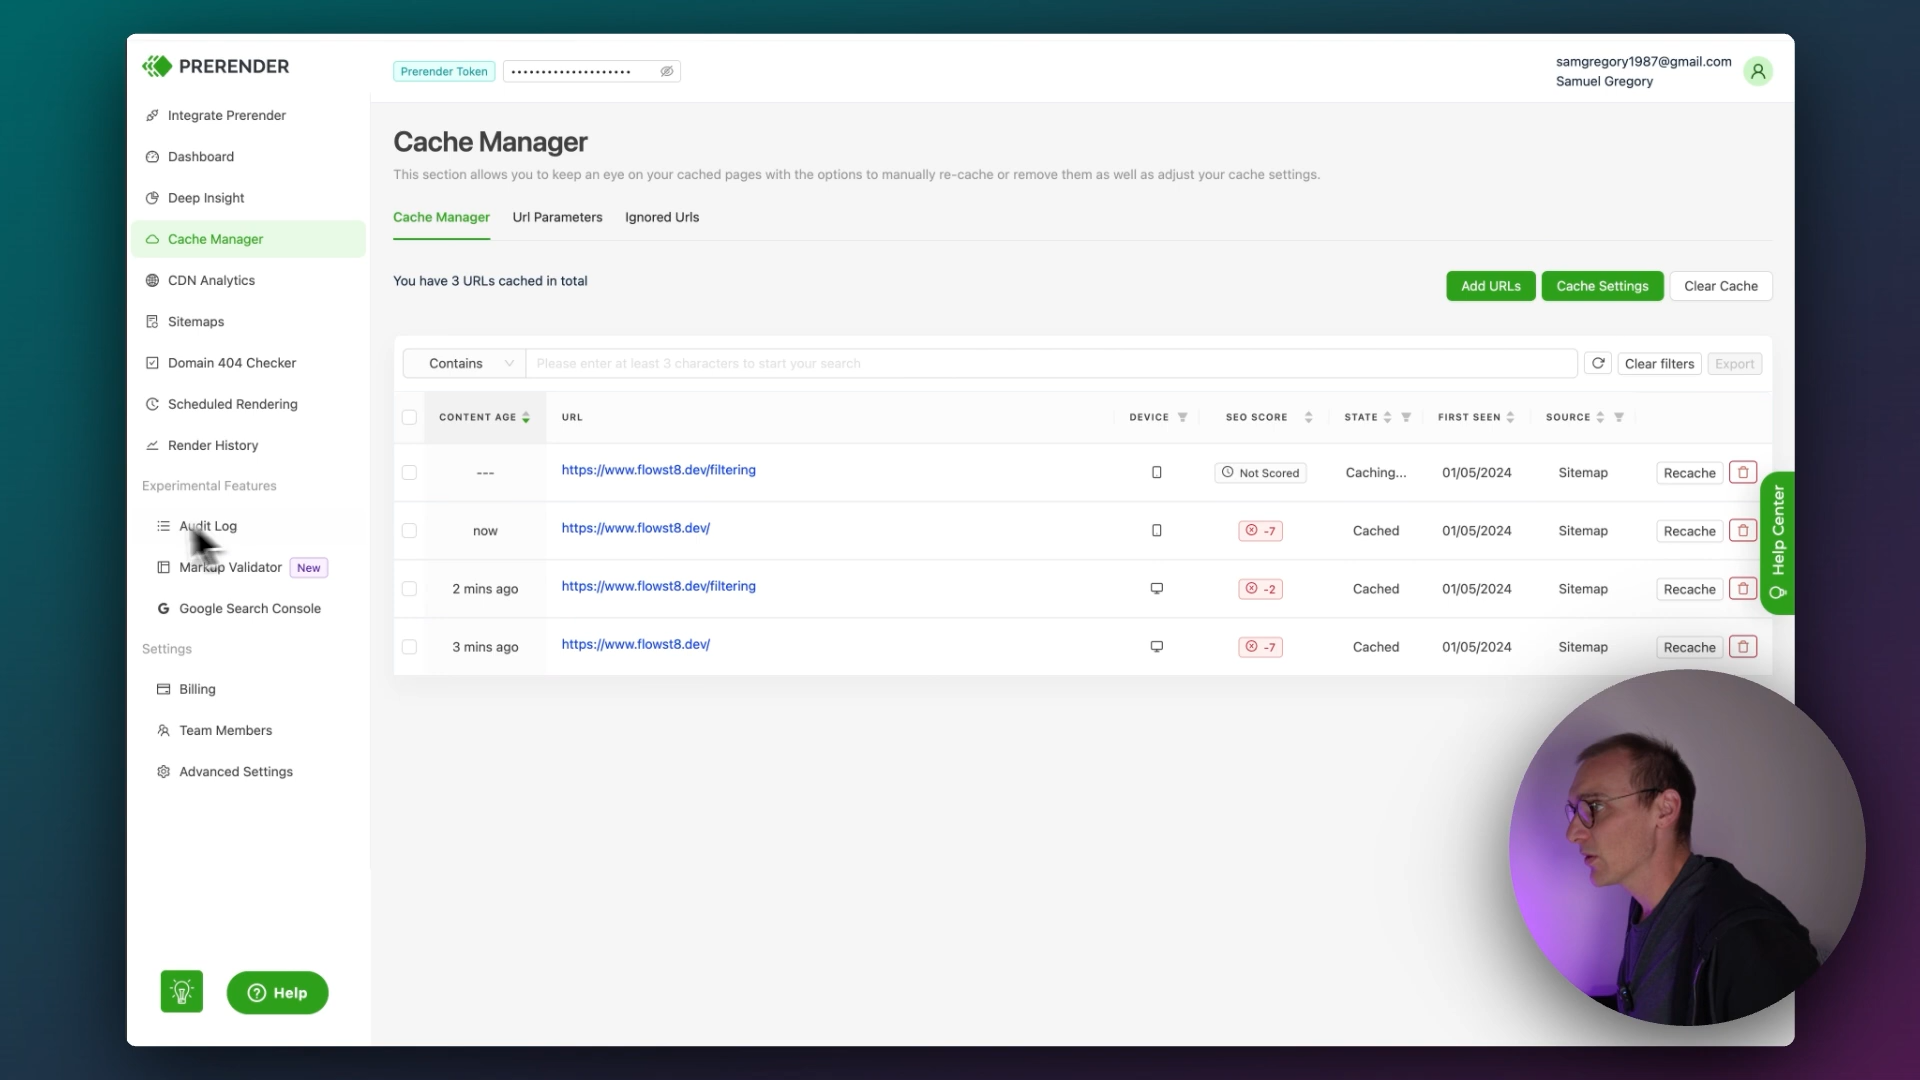 PRERENDER
Prerender Token
••••••••••••••••••••
samgregory1987@gmail.com
Samuel Gregory
Integrate Prerender
Dashboard
Deep Insight
Cache Manager
CDN Analytics
Sitemaps
Domain 404 Checker
Scheduled Rendering
Render History
Experimental Features
Audit Log
Markup Validator New
Google Search Console
Settings
Billing
Team Members
Advanced Settings
Help
Cache Manager
This section allows you to keep an eye on your cached pages with the options to manually re-cache or remove them as well as adjust your cache settings.
Cache Manager Url Parameters Ignored Urls
You have 3 URLs cached in total
Add URLs Cache Settings Clear Cache
Contains Please enter at least 3 characters to start your search Clear filters Export
CONTENT AGE URL DEVICE SEO SCORE STATE FIRST SEEN SOURCE
--- https://www.flowst8.dev/filtering Not Scored Caching... 01/05/2024 Sitemap Recache
now https://www.flowst8.dev/ -7 Cached 01/05/2024 Sitemap Recache
2 mins ago https://www.flowst8.dev/filtering -2 Cached 01/05/2024 Sitemap Recache
3 mins ago https://www.flowst8.dev/ -7 Cached 01/05/2024 Sitemap Recache
Help Center